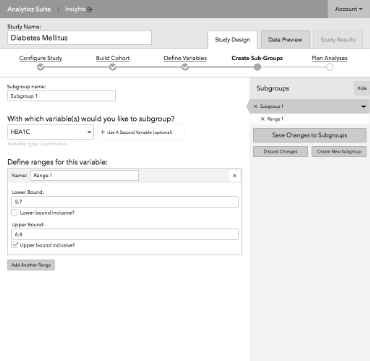 Analytics Suite Insights Account
Study Name:
Diabetes Mellitus
Study Design Data Preview Study Results
Configure Study Build Cohort Define Variables Create Sub-Groups Plan Analyses
Subgroup name:
Subgroup 1
With which variable(s) would you like to subgroup?
HBA1C + Use A Second Variable (optional)
Variable type: Continuous
Define ranges for this variable:
Name: Range 1 ×
Lower Bound:
5.7
Lower bound inclusive?
Upper Bound:
6.4
Upper bound inclusive?
Add Another Range
Subgroups Hide
× Subgroup 1
× Range 1
Save Changes to Subgroups
Discard Changes Create New Subgroup